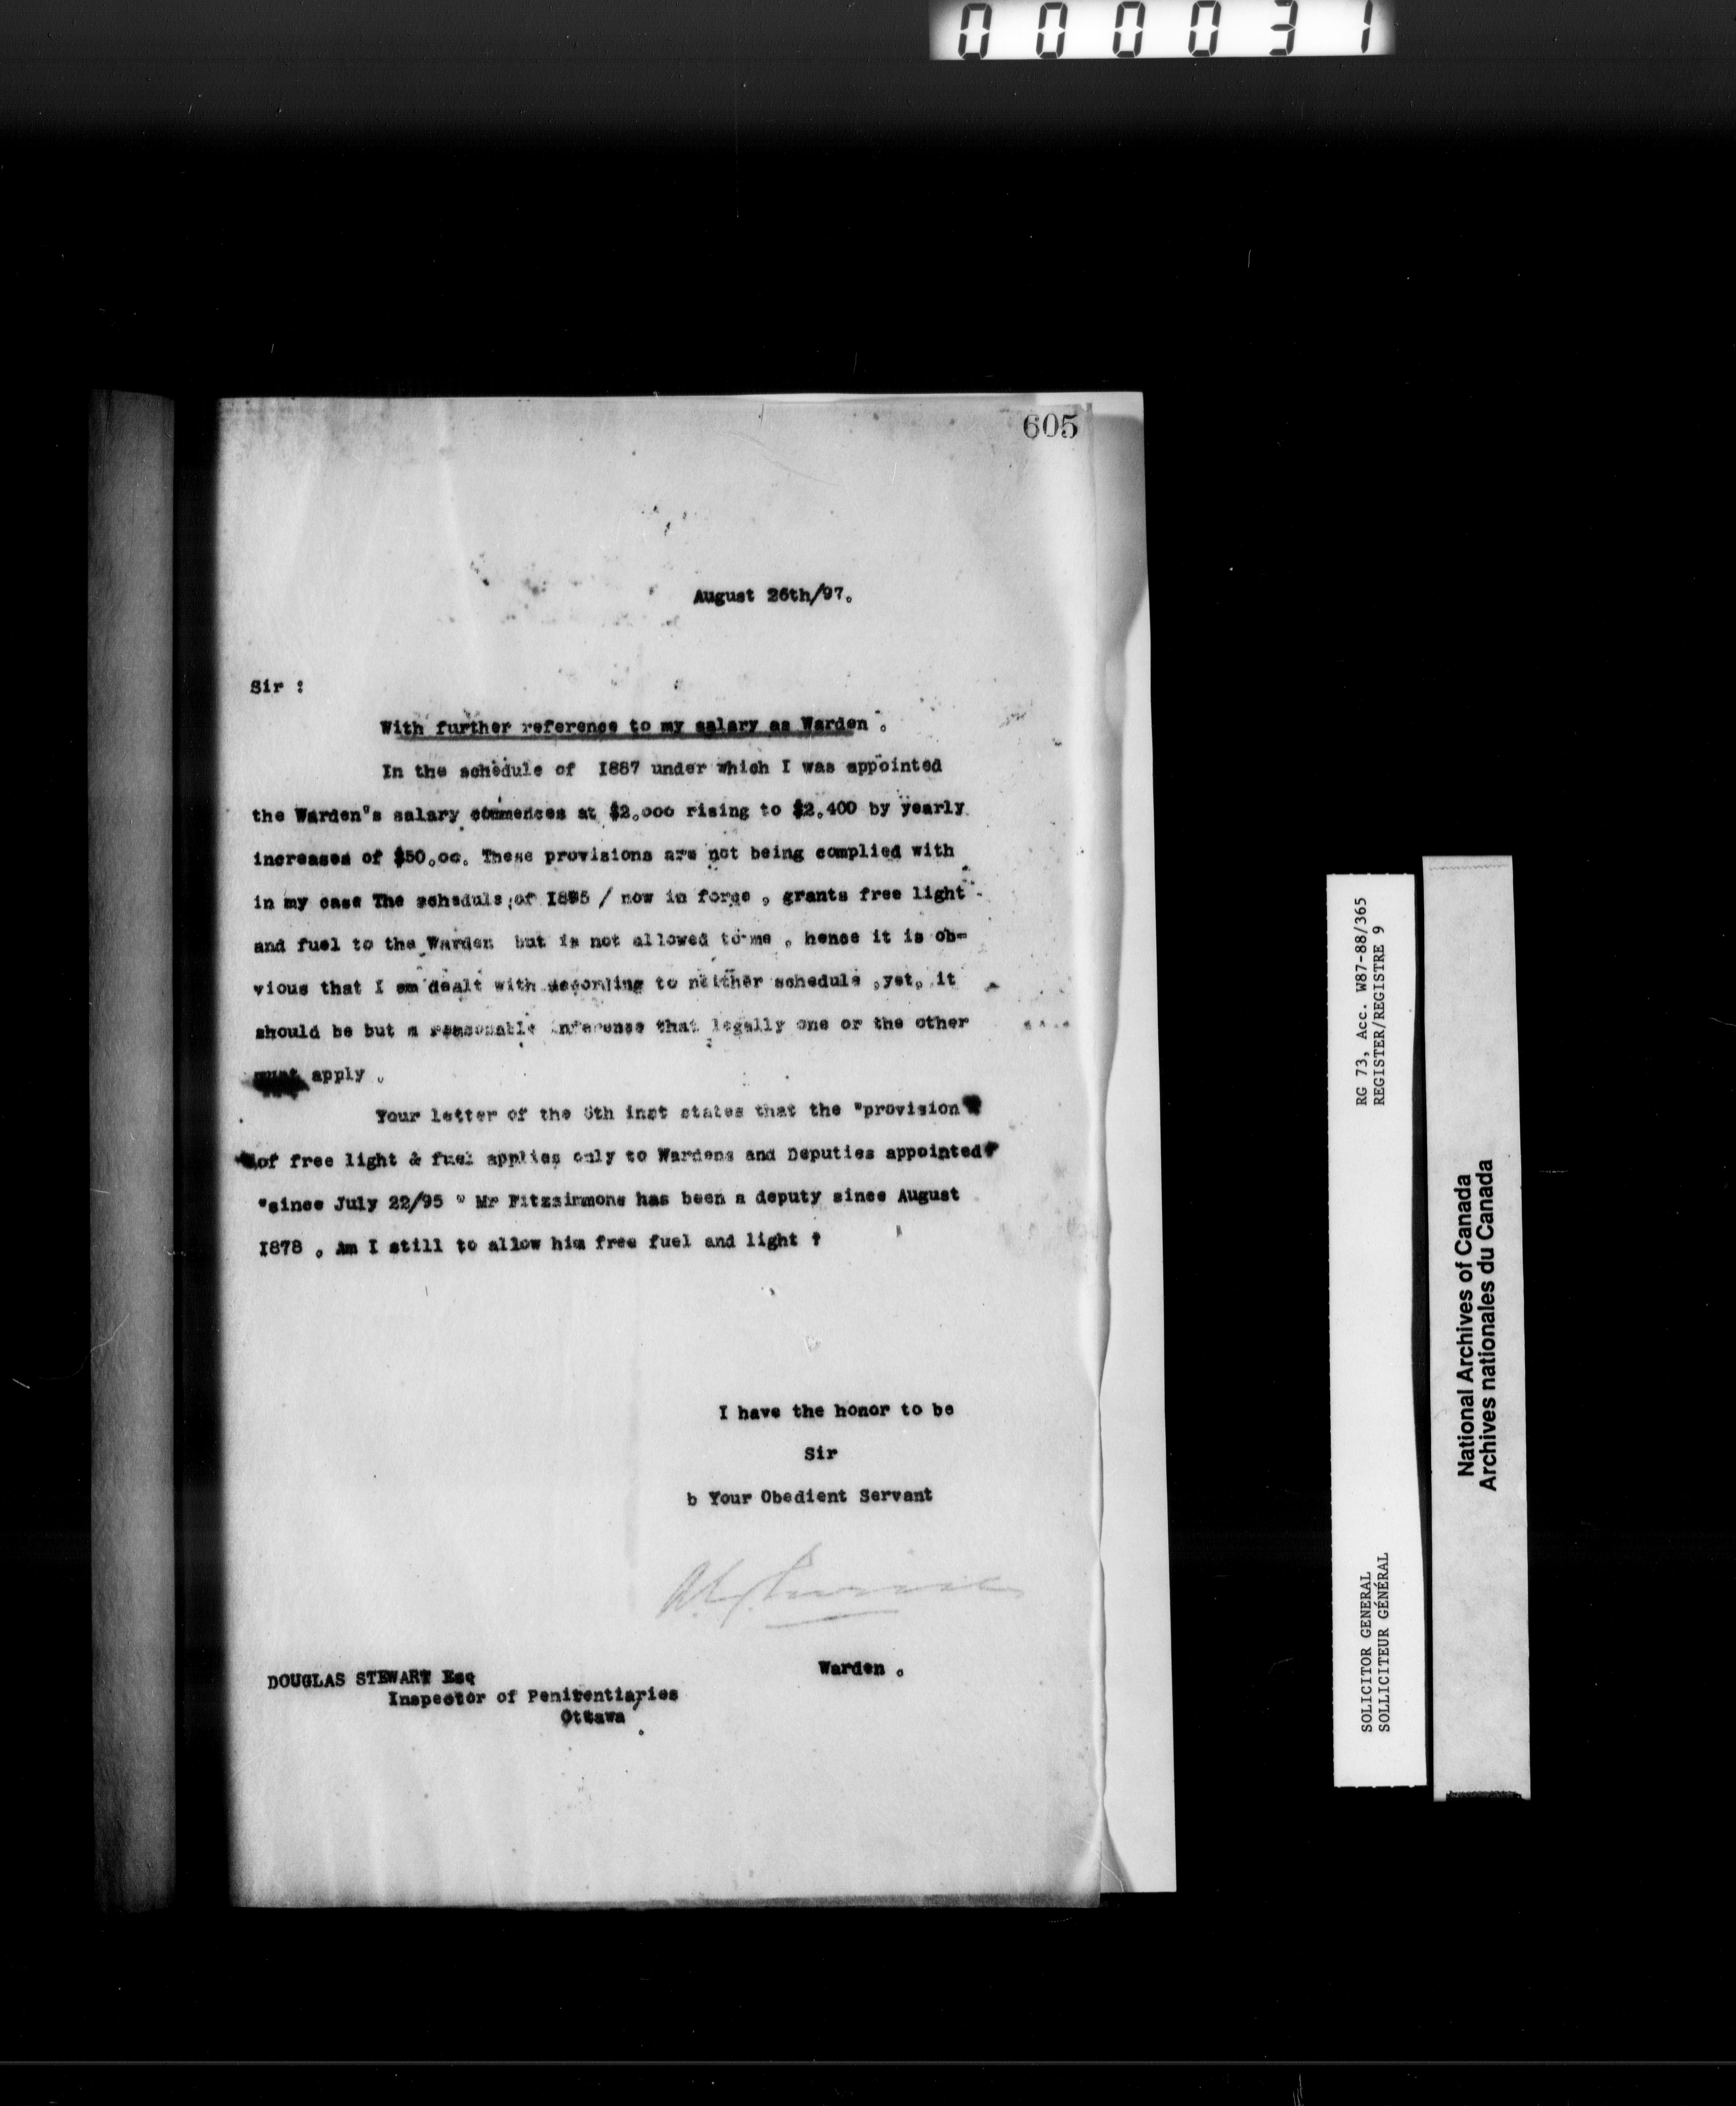 000031
605
August 26th/97.
Sir :
With further reference to my salary as Warden .
In the schedule of I887 under which I was appointed
the Warden"s salary commences at $2.000 rising to $2.400 by yearly
increases of $50.00. These provisions are not being complied with
in my case The schedule of I895 / now in force , grants free light
and fuel to the Warden but is not allowed to me , hence it is ob-
vious that I am dealt with according to neither schedule ,yet, it
should be but a reasonable inference that legally one or the other
must apply .
Your letter of the 5th inst states that the "provision
of free light & fuel applies only to Wardens and Deputies appointed"
"since July 22/95 " Mr Fitzsimmons has been a deputy since August
I878 . Am I still to allow him free fuel and light ?
I have the honor to be
Sir
b Your Obedient Servant
Warden .
DOUGLAS STEWART Esq
Inspector of Penitentiaries
Ottawa .
SOLICITOR GENERAL
SOLLICITEUR GÉNÉRAL
RG 73, Acc. W87-88/365
REGISTER/REGISTRE 9
National Archives of Canada
Archives nationales du Canada